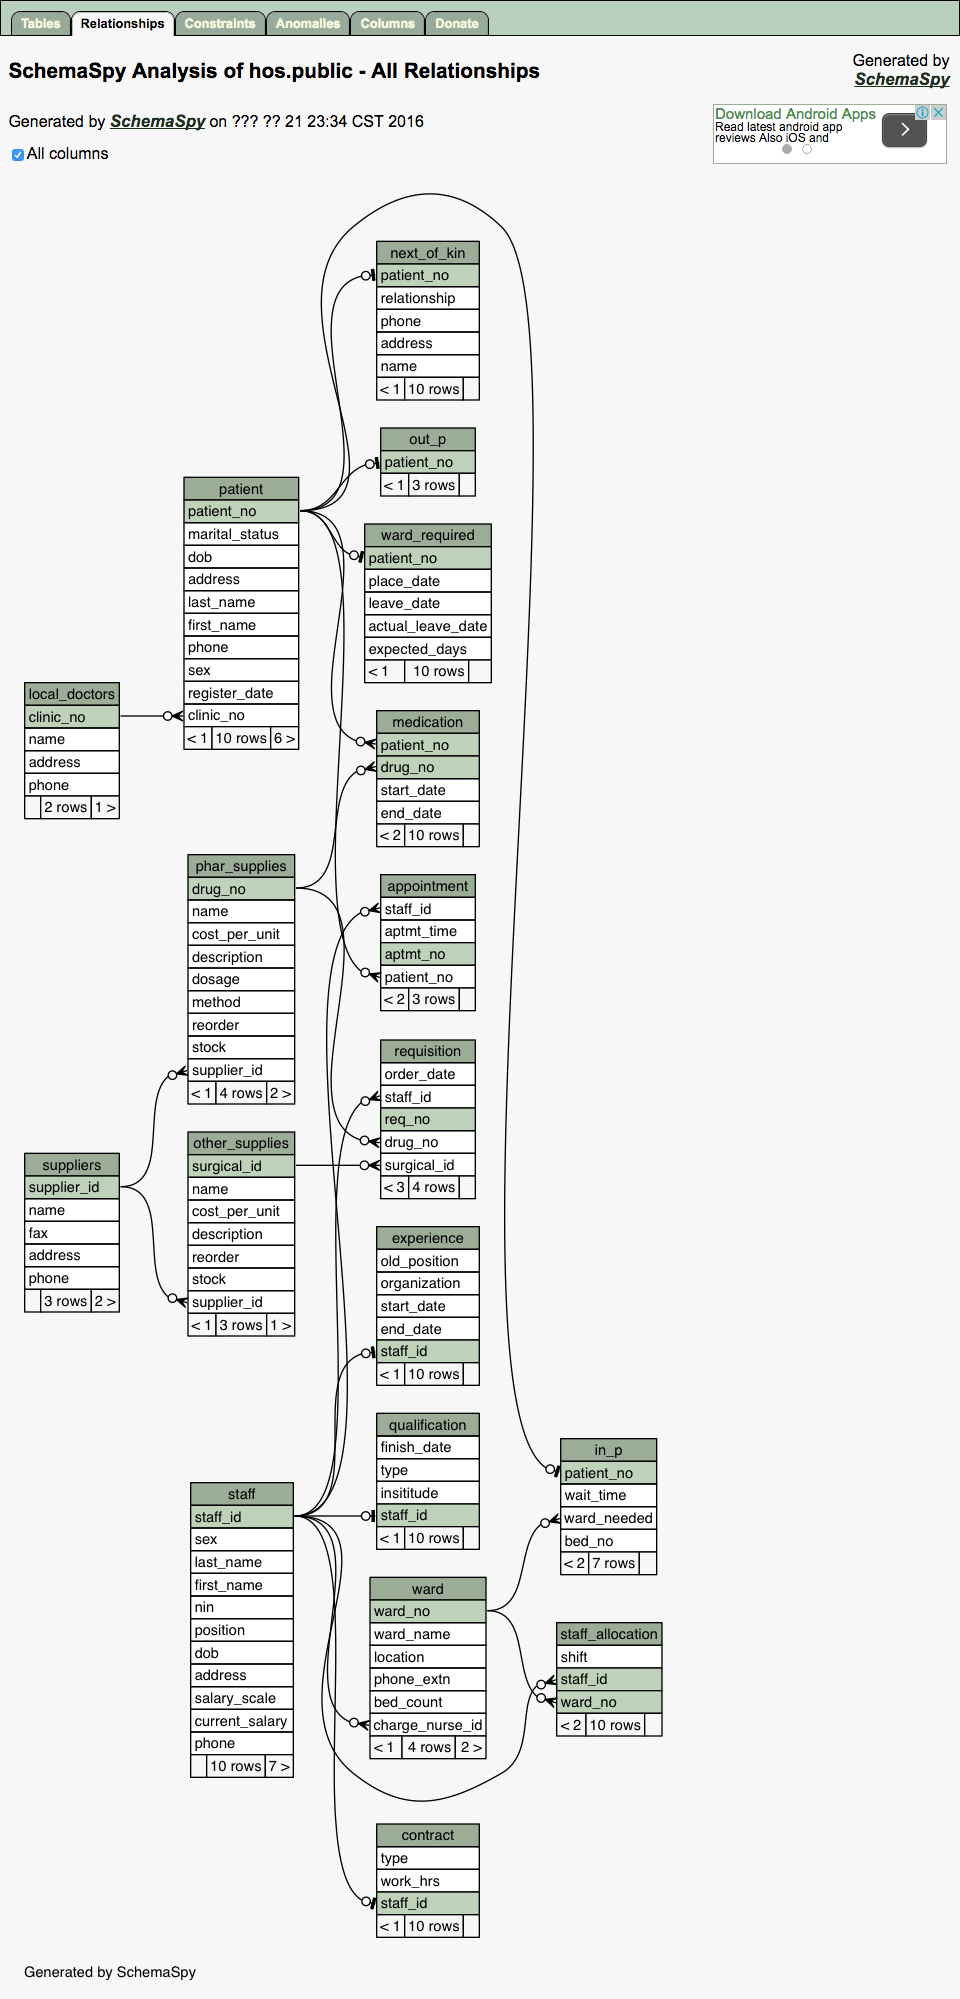 Tables Relationships Constraints Anomalies Columns Donate
SchemaSpy Analysis of hos.public - All Relationships
Generated by
SchemaSpy
Generated by SchemaSpy on ??? ?? 21 23:34 CST 2016
All columns
Download Android Apps
Read latest android app
reviews Also iOS and
next_of_kin
patient_no
relationship
phone
address
name
< 1 10 rows
out_p
patient_no
< 1 3 rows
patient
patient_no
marital_status
dob
address
last_name
first_name
phone
sex
register_date
clinic_no
< 1 10 rows 6 >
ward_required
patient_no
place_date
leave_date
actual_leave_date
expected_days
< 1 10 rows
local_doctors
clinic_no
name
address
phone
2 rows 1 >
medication
patient_no
drug_no
start_date
end_date
< 2 10 rows
phar_supplies
drug_no
name
cost_per_unit
description
dosage
method
reorder
stock
supplier_id
< 1 4 rows 2 >
appointment
staff_id
aptmt_time
aptmt_no
patient_no
< 2 3 rows
requisition
order_date
staff_id
req_no
drug_no
surgical_id
< 3 4 rows
other_supplies
surgical_id
name
cost_per_unit
description
reorder
stock
supplier_id
< 1 3 rows 1 >
suppliers
supplier_id
name
fax
address
phone
3 rows 2 >
experience
old_position
organization
start_date
end_date
staff_id
< 1 10 rows
qualification
finish_date
type
insititude
staff_id
< 1 10 rows
in_p
patient_no
wait_time
ward_needed
bed_no
< 2 7 rows
staff
staff_id
sex
last_name
first_name
nin
position
dob
address
salary_scale
current_salary
phone
10 rows 7 >
ward
ward_no
ward_name
location
phone_extn
bed_count
charge_nurse_id
< 1 4 rows 2 >
staff_allocation
shift
staff_id
ward_no
< 2 10 rows
contract
type
work_hrs
staff_id
< 1 10 rows
Generated by SchemaSpy